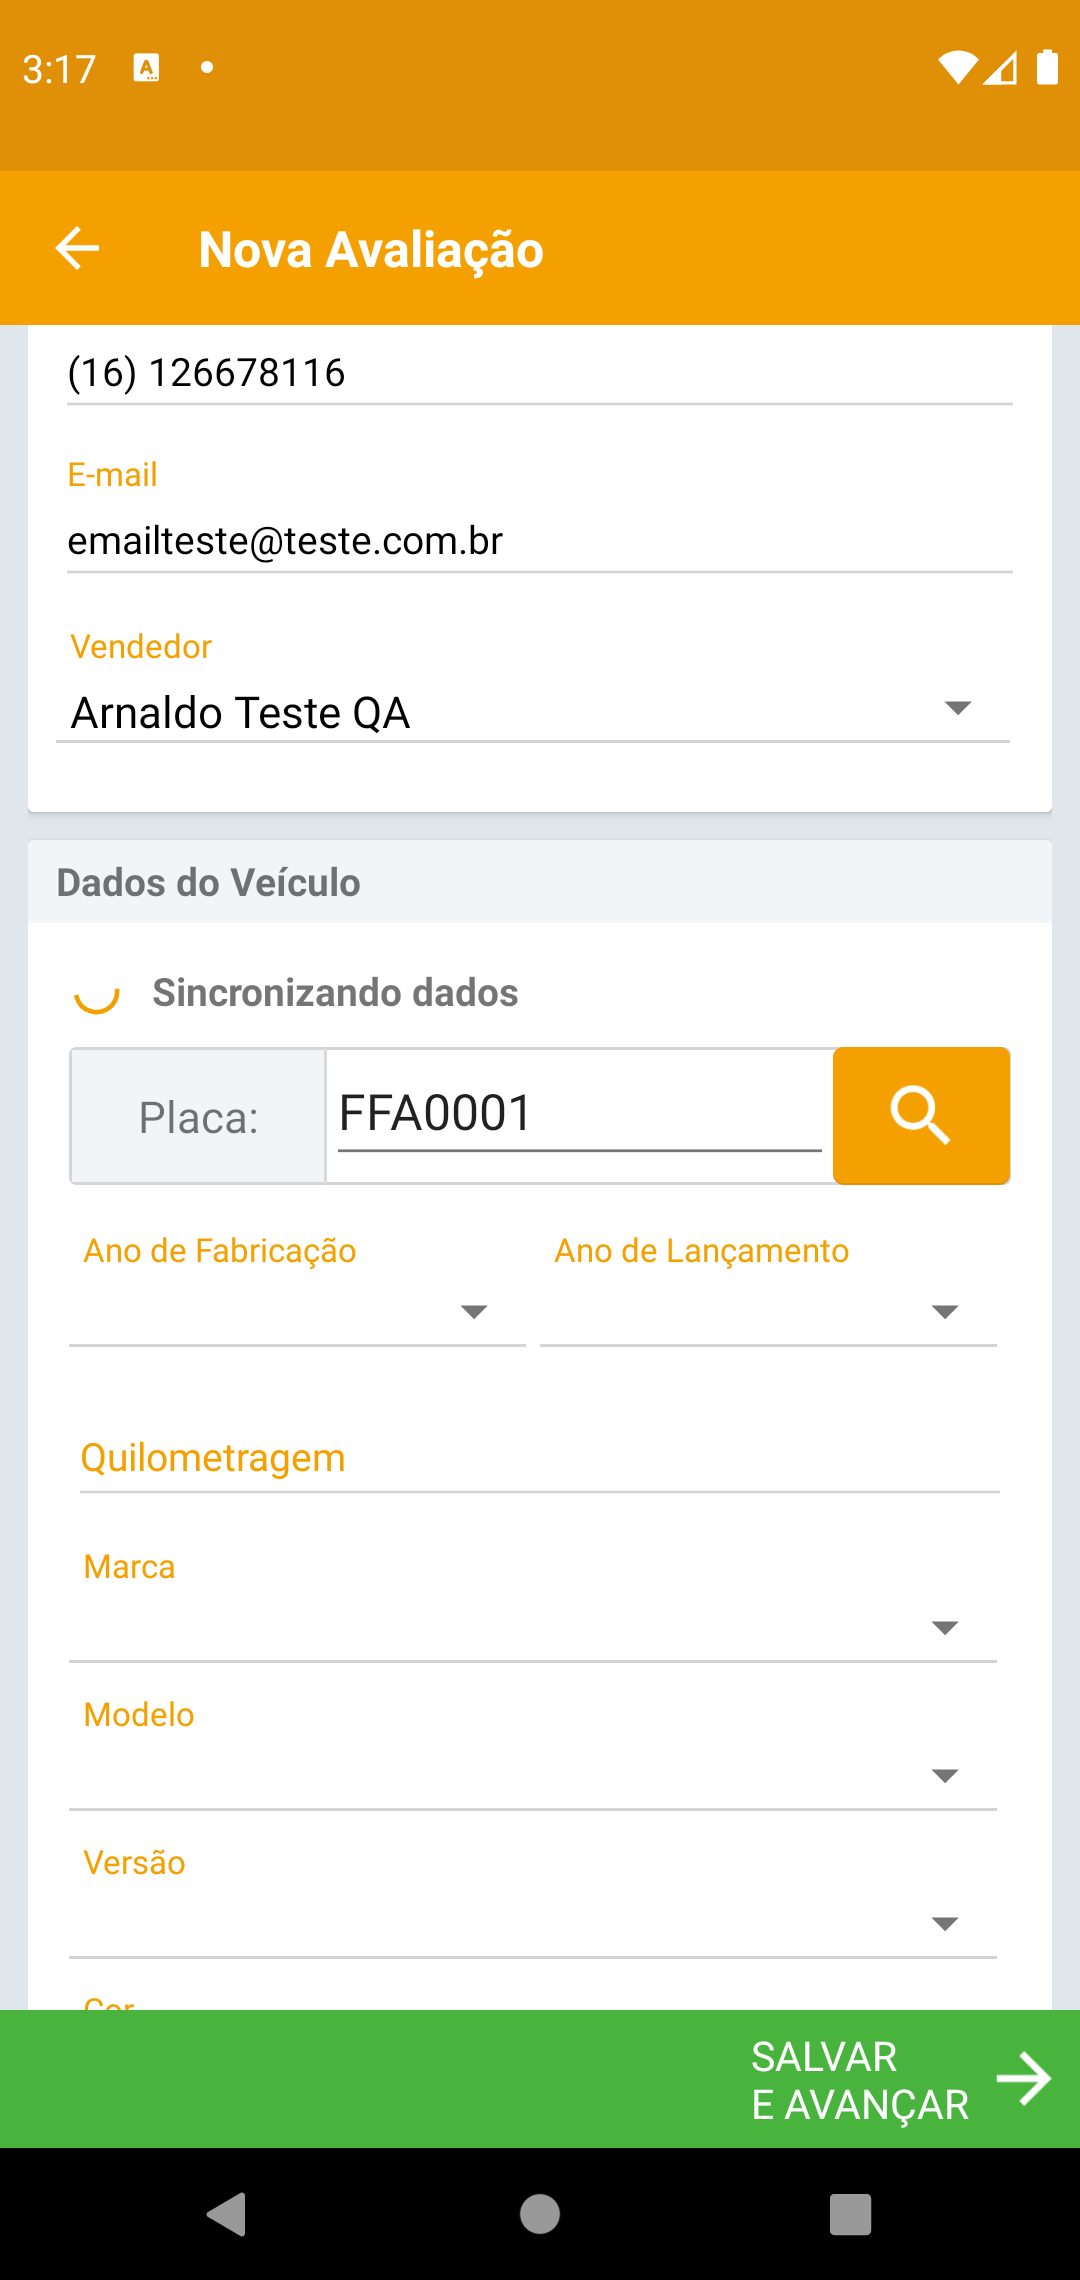 3:17
Nova Avaliação
(16) 126678116
E-mail
emailteste@teste.com.br
Vendedor
Arnaldo Teste QA
Dados do Veículo
Sincronizando dados
Placa: FFA0001
Ano de Fabricação Ano de Lançamento
Quilometragem
Marca
Modelo
Versão
Cor
SALVAR
E AVANÇAR